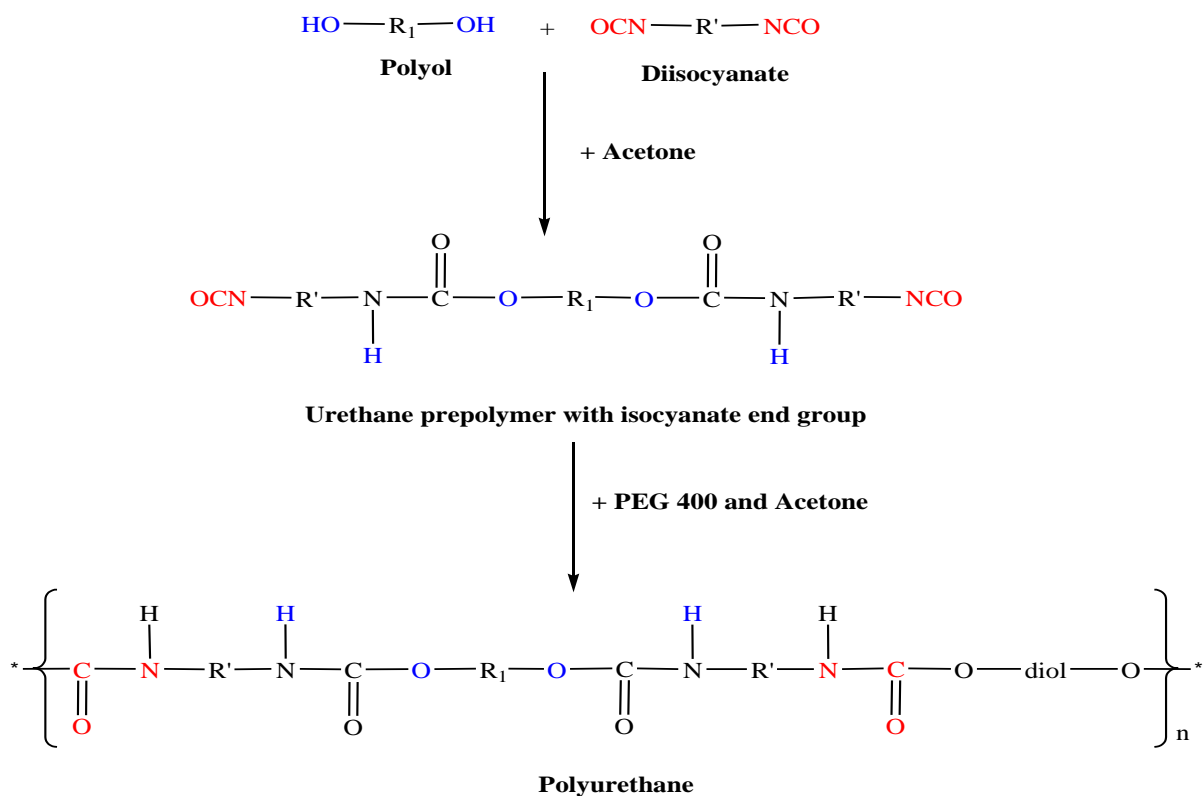 HO R₁ OH + OCN R' NCO
Polyol Diisocyanate
+ Acetone
O O
OCN R' N C O R₁ O C N R' NCO
H H
Urethane prepolymer with isocyanate end group
+ PEG 400 and Acetone
H H H H
* C N R' N C O R₁ O C N R' N C O diol O *
O O O O n
Polyurethane